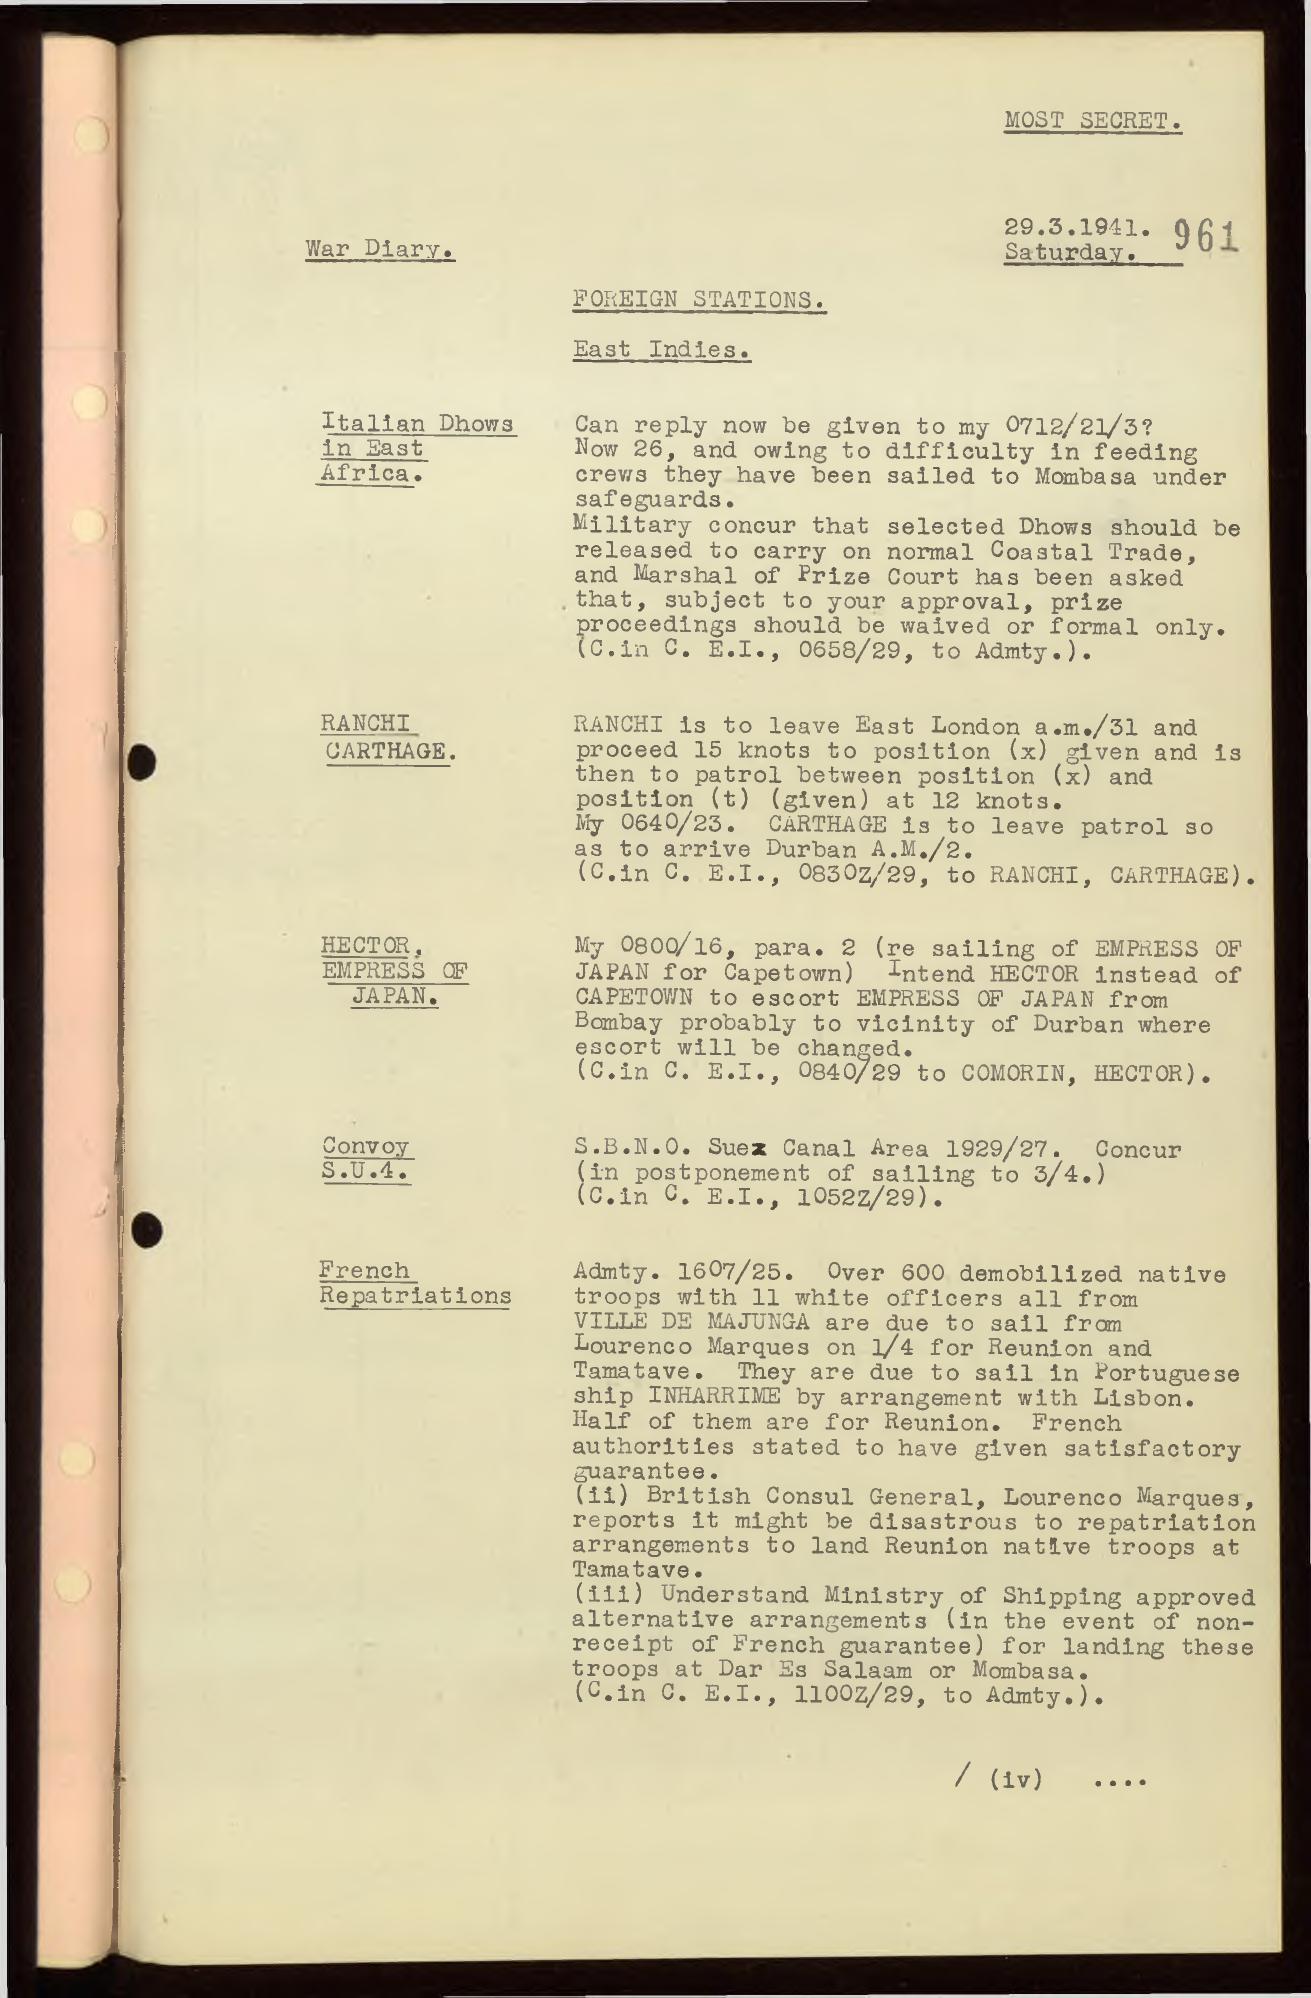 MOST SECRET.
29.3.1941. 961
War Diary.
Saturday.
FOREIGN STATIONS.
East Indies.
Italian Dhows
in East
Africa.
Can reply now be given to my 0712/21/3?
Now 26, and owing to difficulty in feeding
crews they have been sailed to Mombasa under
safeguards.
Military concur that selected Dhows should be
released to carry on normal Coastal Trade,
and Marshal of Prize Court has been asked
that, subject to your approval, prize
proceedings should be waived or formal only.
(C.in C. E.I., 0658/29, to Admty.).
RANCHI
CARTHAGE.
RANCHI is to leave East London a.m./31 and
proceed 15 knots to position (x) given and is
then to patrol between position (x) and
position (t) (given) at 12 knots.
My 0640/23. CARTHAGE is to leave patrol so
as to arrive Durban A.M./2.
(C.in C. E.I., 0830Z/29, to RANCHI, CARTHAGE).
HECTOR,
EMPRESS OF
JAPAN.
My 0800/16, para. 2 (re sailing of EMPRESS OF
JAPAN for Capetown) Intend HECTOR instead of
CAPETOWN to escort EMPRESS OF JAPAN from
Bombay probably to vicinity of Durban where
escort will be changed.
(C.in C. E.I., 0840/29 to COMORIN, HECTOR).
Convoy
S.U.4.
S.B.N.O. Suez Canal Area 1929/27. Concur
(in postponement of sailing to 3/4.)
(C.in C. E.I., 1052Z/29).
French
Repatriations
Admty. 1607/25. Over 600 demobilized native
troops with 11 white officers all from
VILLE DE MAJUNGA are due to sail from
Lourenco Marques on 1/4 for Reunion and
Tamatave. They are due to sail in Portuguese
ship INHARRIME by arrangement with Lisbon.
Half of them are for Reunion. French
authorities stated to have given satisfactory
guarantee.
(ii) British Consul General, Lourenco Marques,
reports it might be disastrous to repatriation
arrangements to land Reunion native troops at
Tamatave.
(iii) Understand Ministry of Shipping approved
alternative arrangements (in the event of non-
receipt of French guarantee) for landing these
troops at Dar Es Salaam or Mombasa.
(C.in C. E.I., 1100Z/29, to Admty.).
/ (iv) ....